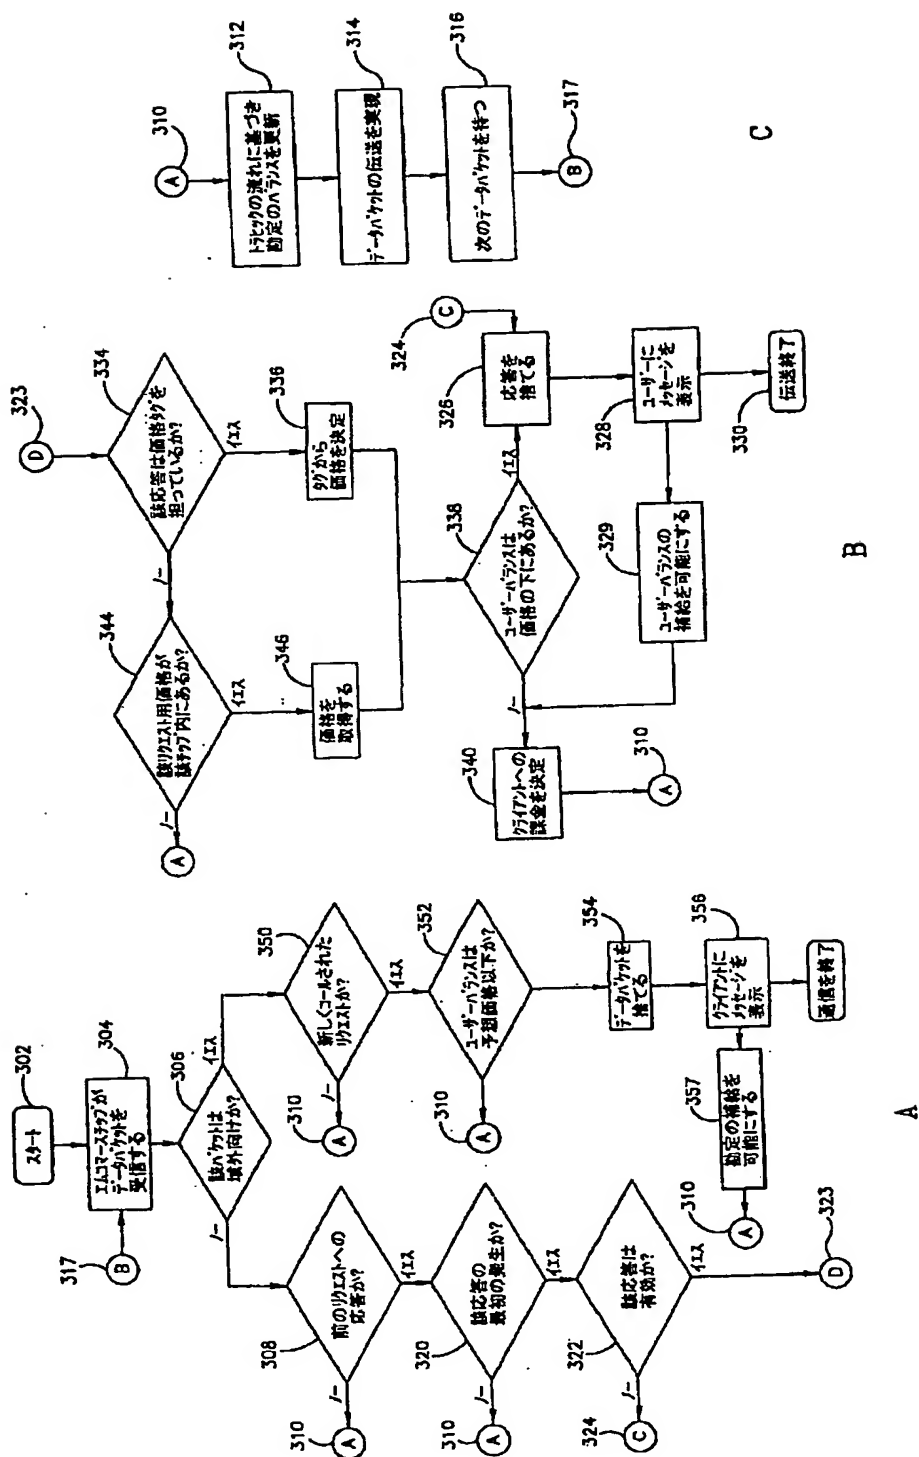 302
スタート
304
エムコマースチップが
データパケットを
受信する
317
B
306
該パケットは
域外向けか?
イエス
ノー
308
前のリクエストへの
応答か?
ノー
310
A
イエス
320
該応答の
最初の発生か?
ノー
310
A
イエス
322
該応答は
有効か?
ノー
324
C
イエス
323
D
350
新しくコールされた
リクエストか?
ノー
310
A
イエス
352
ユーザーバランスは
予想価格以下か?
310
A
354
データパケットを
捨てる
356
クライアントに
メッセージを
表示
通信を終了
357
勘定の補給を
可能にする
310
A
A
323
D
334
該応答は価格タグを
担っているか?
イエス
ノー
336
タグから
価格を決定
344
該リクエスト用価格が
該チップ内にあるか?
ノー
A
イエス
346
価格を
取得する
338
ユーザーバランスは
価格の下にあるか?
イエス
ノー
324
C
326
応答を
捨てる
328
ユーザーに
メッセージを
表示
330
伝送終了
329
ユーザーバランスの
補給を可能にする
340
クライアントへの
課金を決定
310
A
B
310
A
312
トラヒックの流れに基づき
勘定のバランスを更新
314
データパケットの伝送を実現
316
次のデータパケットを待つ
317
B
C